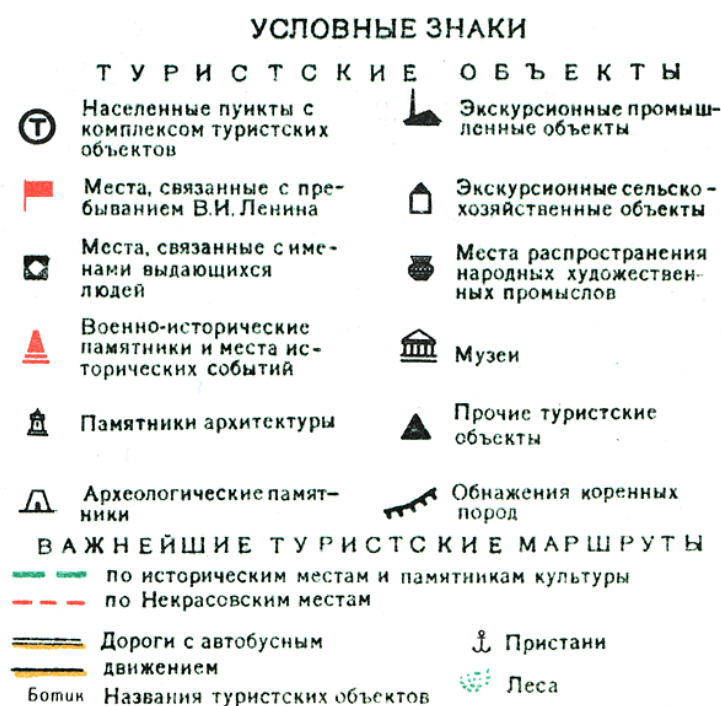 УСЛОВНЫЕ ЗНАКИ
ТУРИСТСКИЕ ОБЪЕКТЫ
Т
Населенные пункты с
комплексом туристских
объектов
Места, связанные с пре-
быванием В.И. Ленина
Места, связанные с име-
нами выдающихся
людей
Военно-исторические
памятники и места ис-
торических событий
Памятники архитектуры
Археологические памят-
ники
Экскурсионные промыш-
ленные объекты
Экскурсионные сельско-
хозяйственные объекты
Места распространения
народных художествен-
ных промыслов
Музеи
Прочие туристские
объекты
Обнажения коренных
пород
ВАЖНЕЙШИЕ ТУРИСТСКИЕ МАРШРУТЫ
по историческим местам и памятникам культуры
по Некрасовским местам
Дороги с автобусным
движением
Ботик Названия туристских объектов
Пристани
Леса